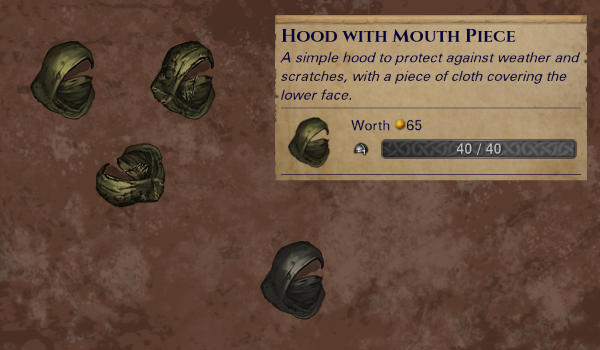 Hood with Mouth Piece
A simple hood to protect against weather and
scratches, with a piece of cloth covering the
lower face.
Worth 65
40 / 40